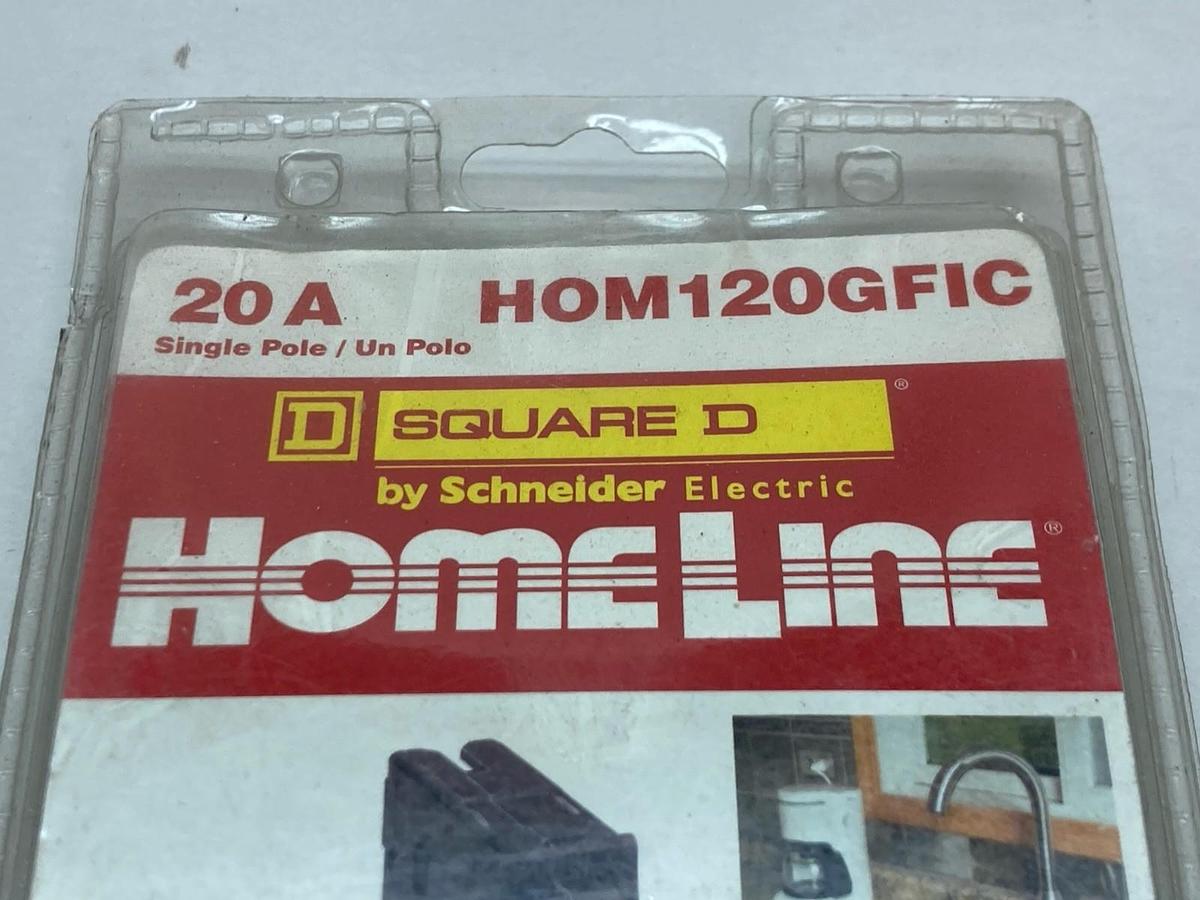 20 A HOM120GFIC
Single Pole / Un Polo
D SQUARE D ®
by Schneider Electric
HOMELINE ®